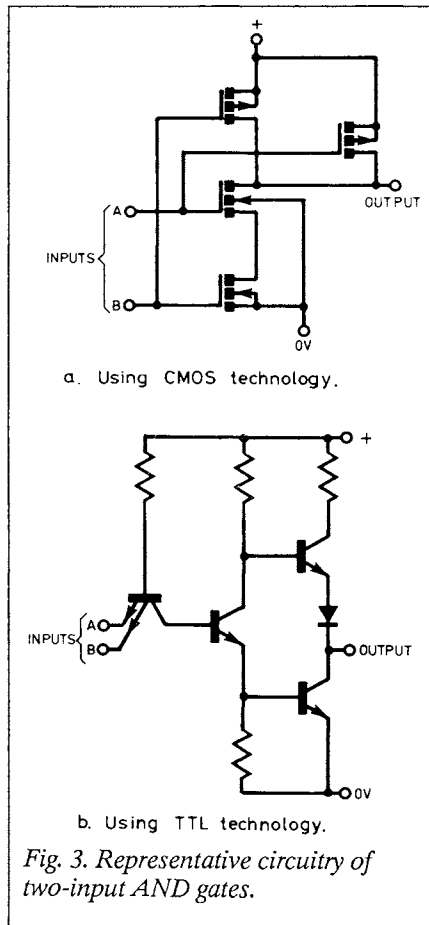 +
A
INPUTS
B
OUTPUT
0V
a. Using CMOS technology.
+
A
INPUTS
B
OUTPUT
0V
b. Using TTL technology.
Fig. 3. Representative circuitry of
two-input AND gates.